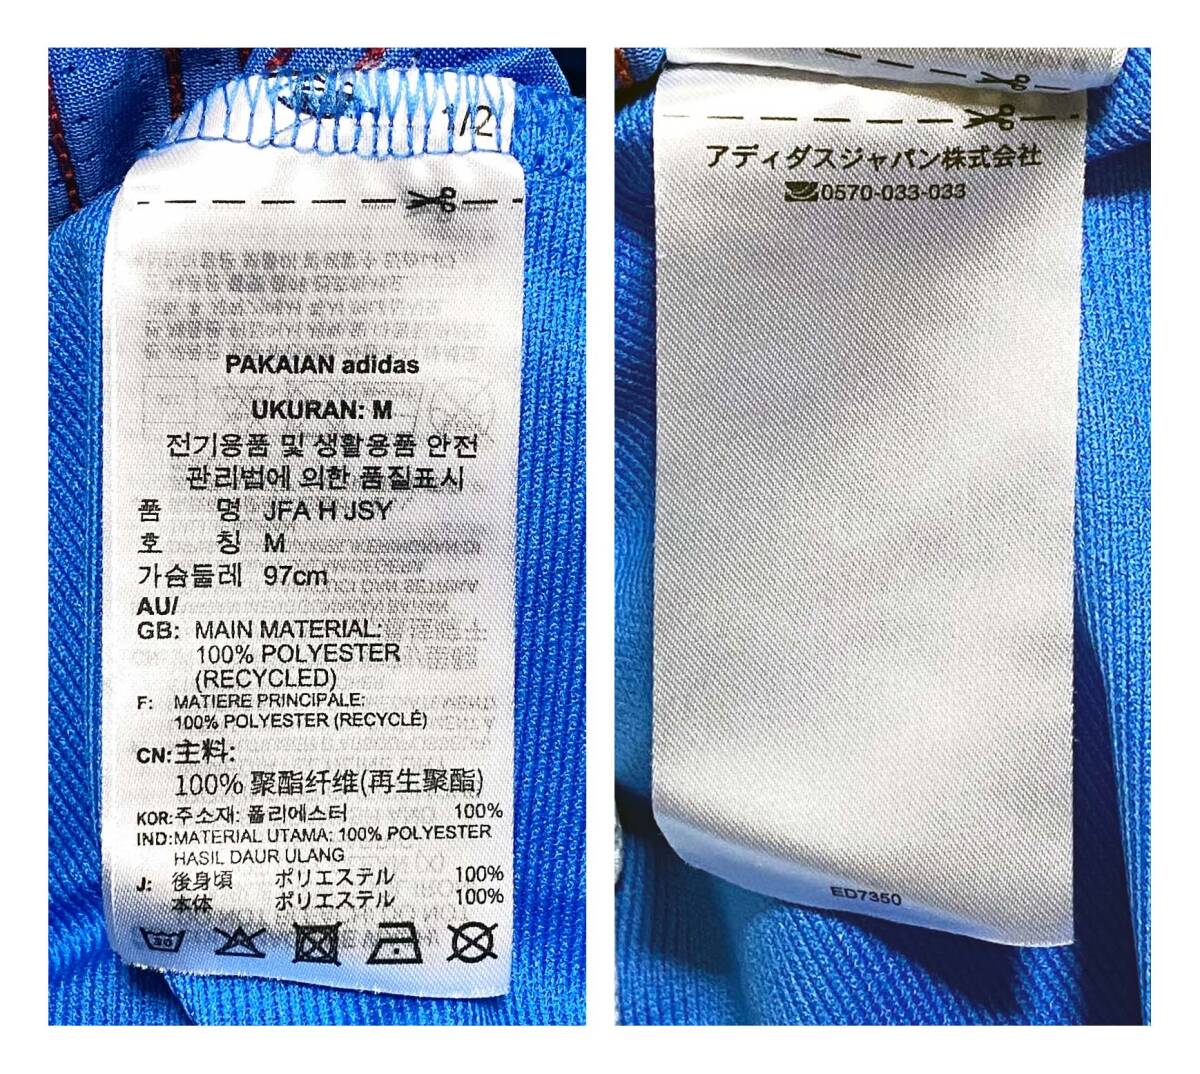 1/2
PAKAIAN adidas
UKURAN: M
전기용품 및 생활용품 안전
관리법에 의한 품질표시
품 명 JFA H JSY
호 칭 M
가슴둘레 97cm
AU/
GB: MAIN MATERIAL:
100% POLYESTER
(RECYCLED)
F: MATIERE PRINCIPALE:
100% POLYESTER (RECYCLÉ)
CN:主料:
100% 聚酯纤维(再生聚酯)
KOR:주소재: 폴리에스터 100%
IND:MATERIAL UTAMA: 100% POLYESTER
HASIL DAUR ULANG
J: 後身頃 ポリエステル 100%
本体 ポリエステル 100%
アディダスジャパン株式会社
0570-033-033
ED7350